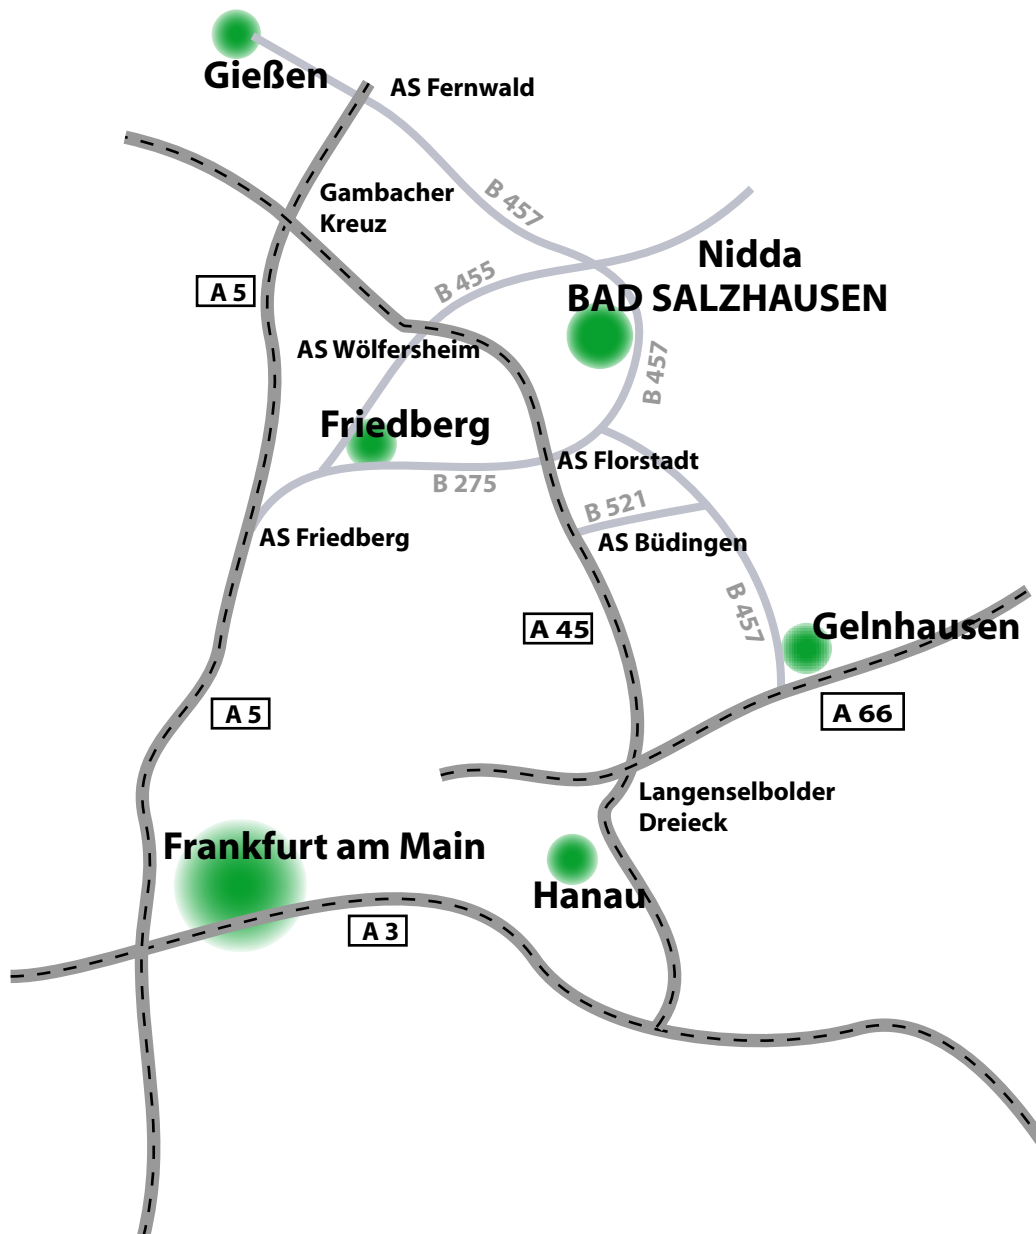 Gießen
AS Fernwald
Gambacher
Kreuz
B 457
Nidda
BAD SALZHAUSEN
B 455
A 5
AS Wölfersheim
B 457
Friedberg
AS Florstadt
B 275
B 521
AS Friedberg
AS Büdingen
A 45
B 457
Gelnhausen
A 5
A 66
Langenselbolder
Dreieck
Frankfurt am Main
Hanau
A 3